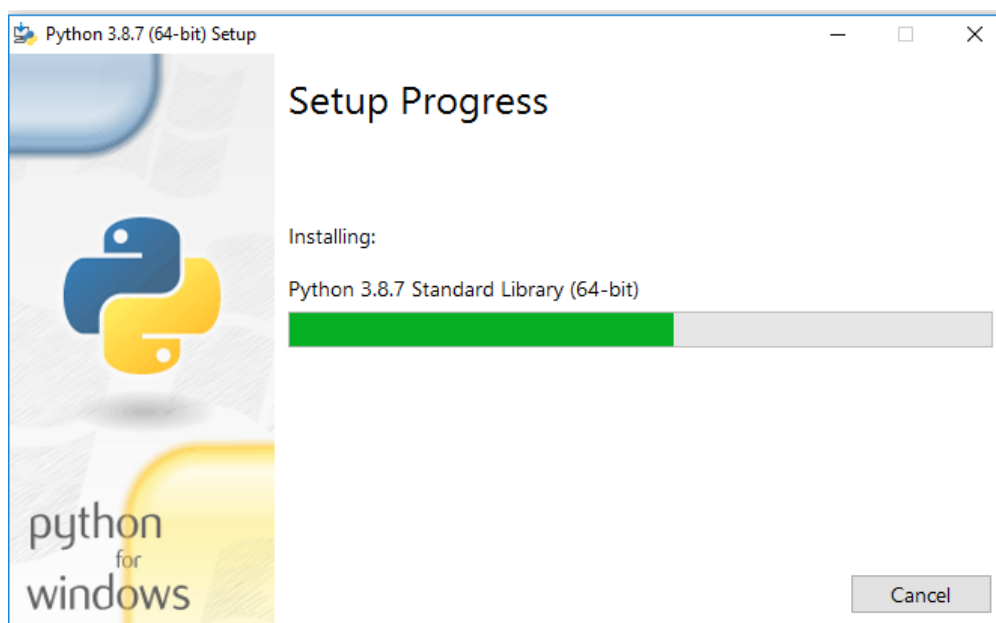 Python 3.8.7 (64-bit) Setup
Setup Progress
Installing:
Python 3.8.7 Standard Library (64-bit)
python
for
windows
Cancel